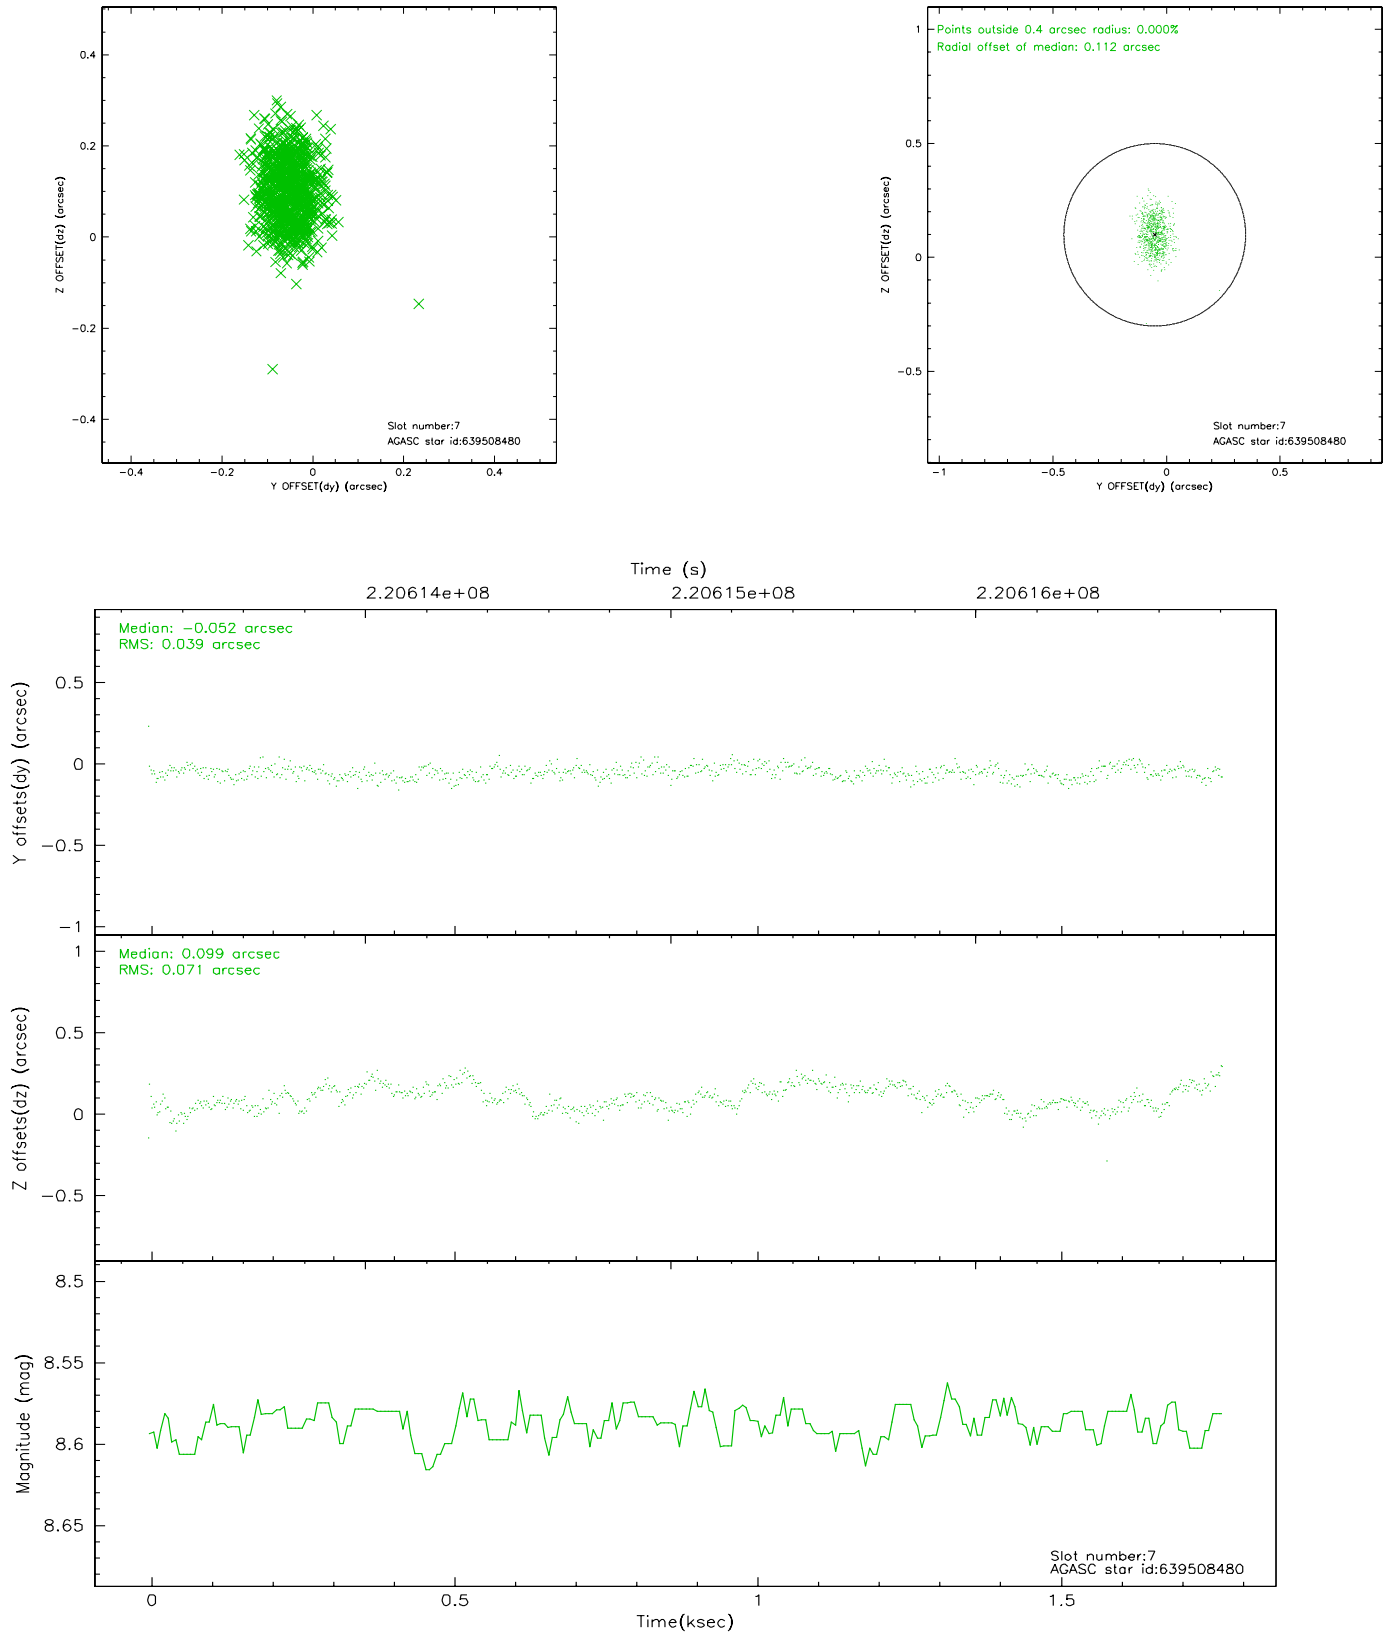 0.4
0.2
0
-0.2
-0.4
Z OFFSET(dz) (arcsec)
Slot number:7
AGASC star id:639508480
-0.4 -0.2 0 0.2 0.4
Y OFFSET(dy) (arcsec)
Points outside 0.4 arcsec radius: 0.000%
Radial offset of median: 0.112 arcsec
1
0.5
0
-0.5
Z OFFSET(dz) (arcsec)
Slot number:7
AGASC star id:639508480
-1 -0.5 0 0.5
Y OFFSET(dy) (arcsec)
Time (s)
2.20614e+08 2.20615e+08 2.20616e+08
Median: -0.052 arcsec
RMS: 0.039 arcsec
0.5
0
-0.5
-1
Y offsets(dy) (arcsec)
Median: 0.099 arcsec
RMS: 0.071 arcsec
1
0.5
0
-0.5
Z offsets(dz) (arcsec)
8.5
8.55
8.6
8.65
Magnitude (mag)
Slot number:7
AGASC star id:639508480
0 0.5 1 1.5
Time(ksec)